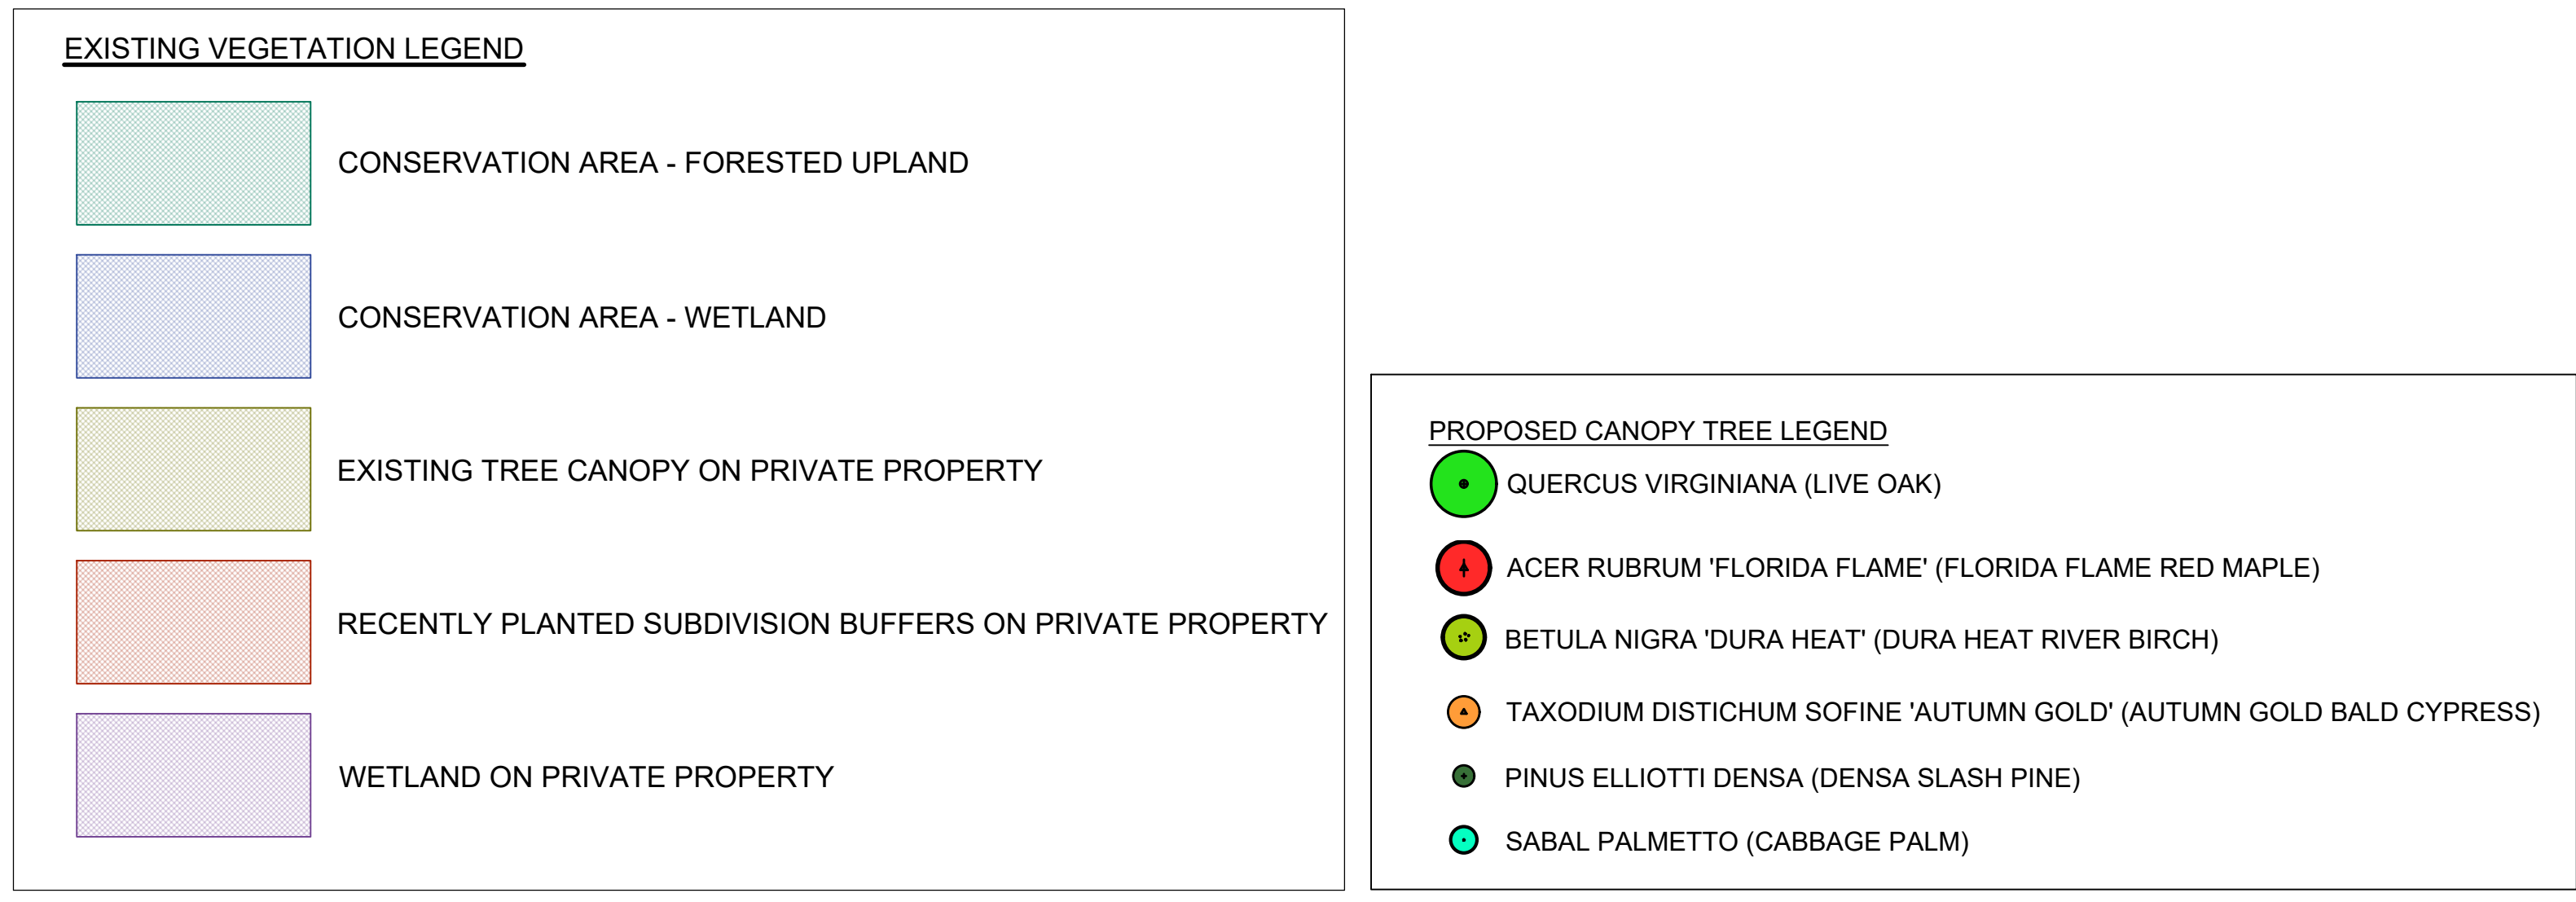 EXISTING VEGETATION LEGEND
CONSERVATION AREA - FORESTED UPLAND
CONSERVATION AREA - WETLAND
EXISTING TREE CANOPY ON PRIVATE PROPERTY
RECENTLY PLANTED SUBDIVISION BUFFERS ON PRIVATE PROPERTY
WETLAND ON PRIVATE PROPERTY
PROPOSED CANOPY TREE LEGEND
QUERCUS VIRGINIANA (LIVE OAK)
ACER RUBRUM 'FLORIDA FLAME' (FLORIDA FLAME RED MAPLE)
BETULA NIGRA 'DURA HEAT' (DURA HEAT RIVER BIRCH)
TAXODIUM DISTICHUM SOFINE 'AUTUMN GOLD' (AUTUMN GOLD BALD CYPRESS)
PINUS ELLIOTTI DENSA (DENSA SLASH PINE)
SABAL PALMETTO (CABBAGE PALM)